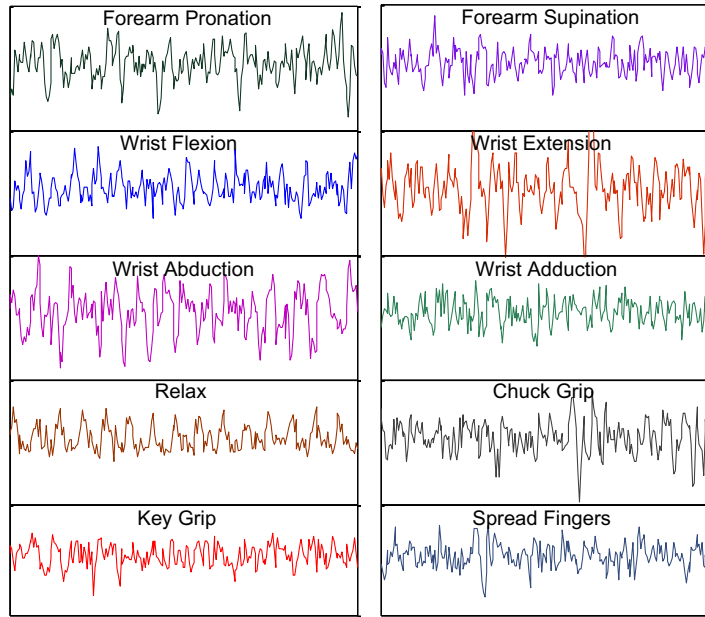 Forearm Pronation
Forearm Supination
Wrist Flexion
Wrist Extension
Wrist Abduction
Wrist Adduction
Relax
Chuck Grip
Key Grip
Spread Fingers